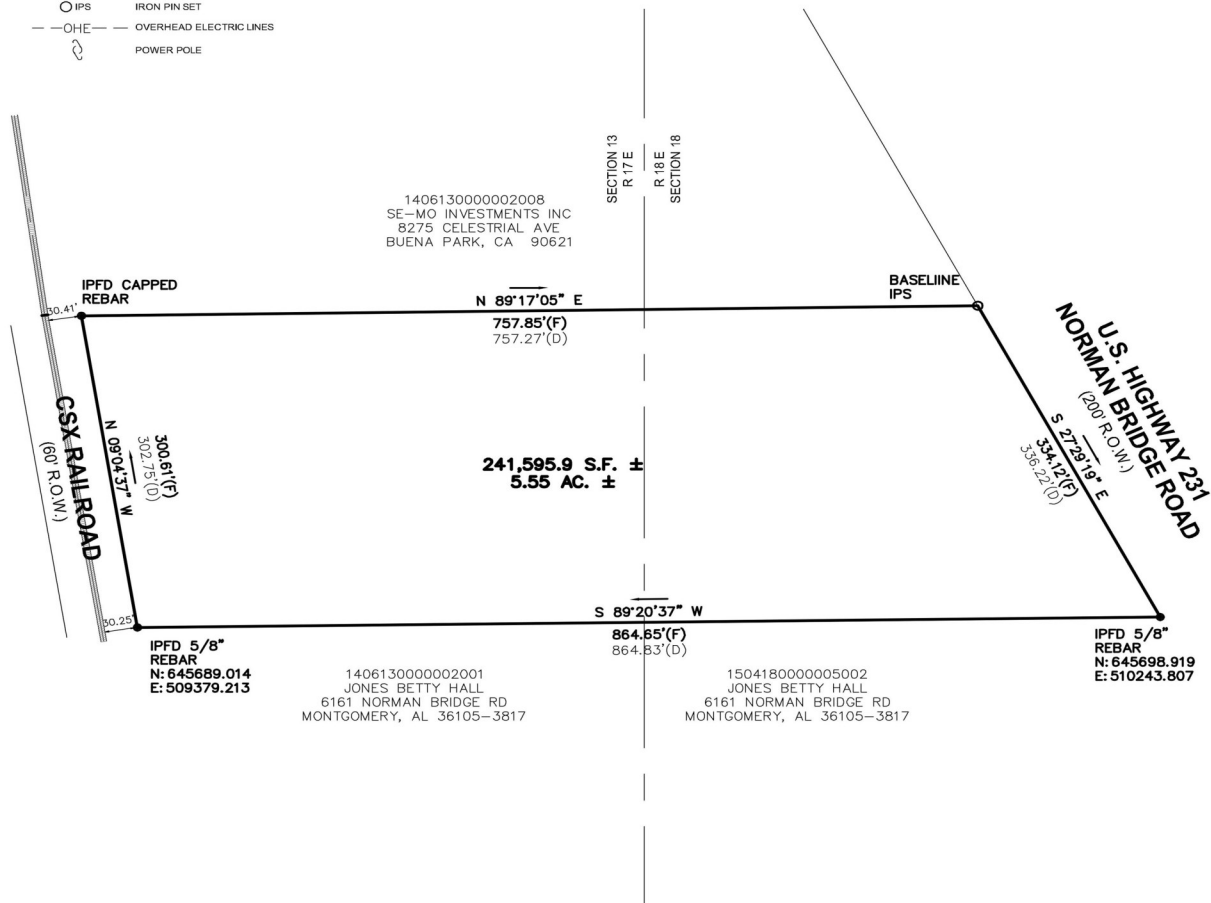 IPS IRON PIN SET
OHE OVERHEAD ELECTRIC LINES
POWER POLE
SECTION 13
R 17 E
R 18 E
SECTION 18
1406130000002008
SE-MO INVESTMENTS INC
8275 CELESTRIAL AVE
BUENA PARK, CA 90621
IPFD CAPPED
REBAR
30.41'
N 89°17'05" E
757.85'(F)
757.27'(D)
BASELIINE
IPS
U.S. HIGHWAY 231
NORMAN BRIDGE ROAD
(200' R.O.W.)
S 27°29'19" E
334.12'(F)
336.22'(D)
CSX RAILROAD
(60' R.O.W.)
N 09°04'37" W
300.61'(F)
302.75'(D)
241,595.9 S.F. ±
5.55 AC. ±
30.25'
S 89°20'37" W
864.65'(F)
864.83'(D)
IPFD 5/8"
REBAR
N: 645689.014
E: 509379.213
1406130000002001
JONES BETTY HALL
6161 NORMAN BRIDGE RD
MONTGOMERY, AL 36105-3817
1504180000005002
JONES BETTY HALL
6161 NORMAN BRIDGE RD
MONTGOMERY, AL 36105-3817
IPFD 5/8"
REBAR
N: 645698.919
E: 510243.807